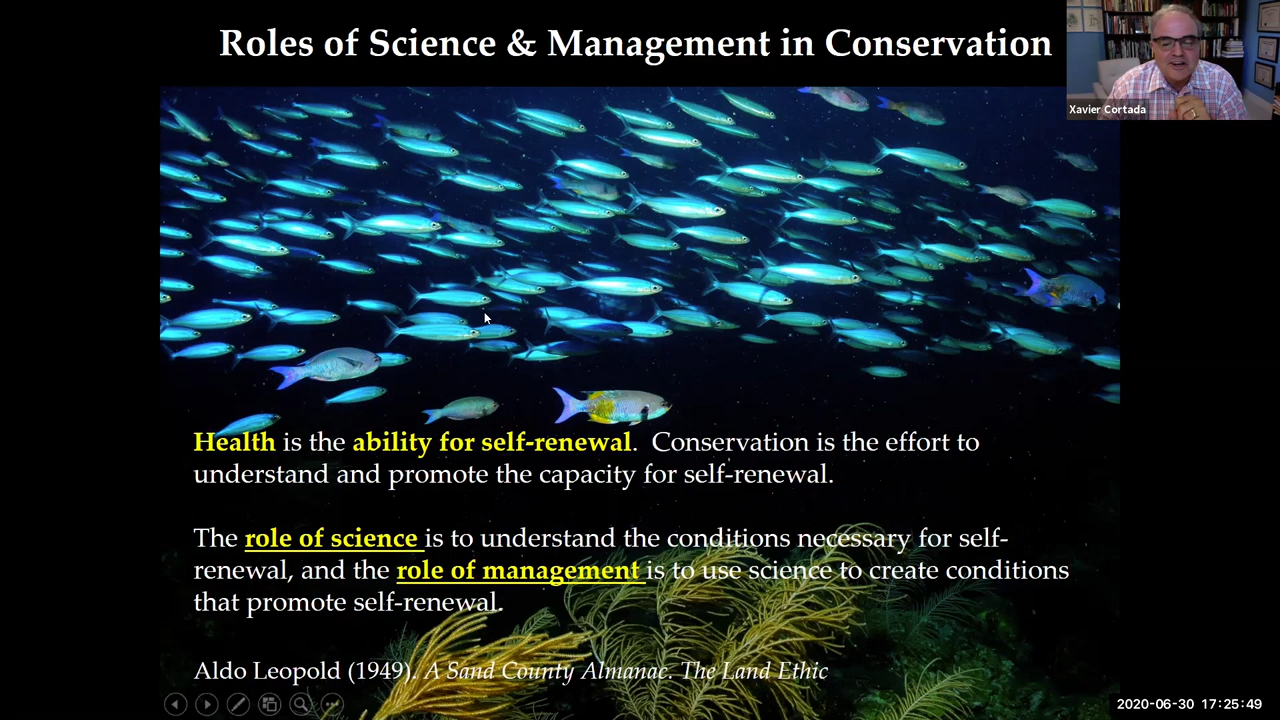 Roles of Science & Management in Conservation
Xavier Cortada
Health is the ability for self-renewal. Conservation is the effort to
understand and promote the capacity for self-renewal.
The role of science is to understand the conditions necessary for self-
renewal, and the role of management is to use science to create conditions
that promote self-renewal.
Aldo Leopold (1949). A Sand County Almanac. The Land Ethic
2020-06-30 17:25:49